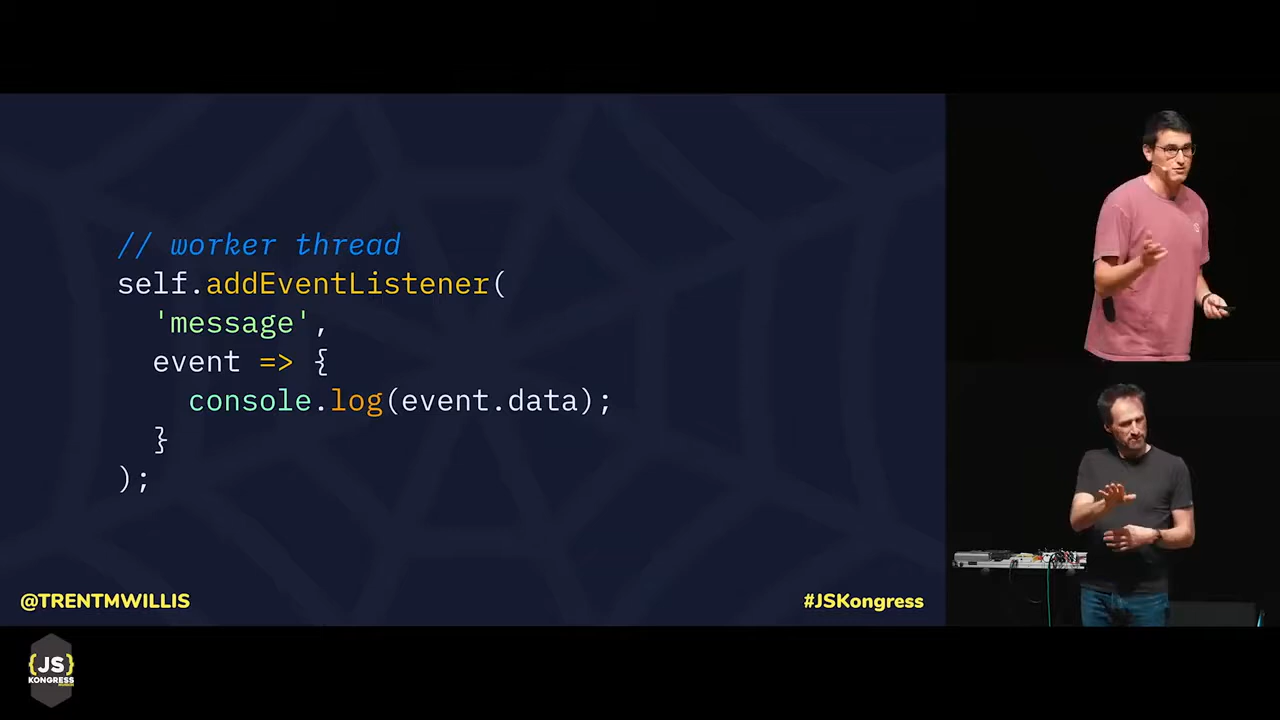 // worker thread
self.addEventListener(
  'message',
  event => {
    console.log(event.data);
  }
);
@TRENTMWILLIS
#JSKongress
{JS}
KONGRESS